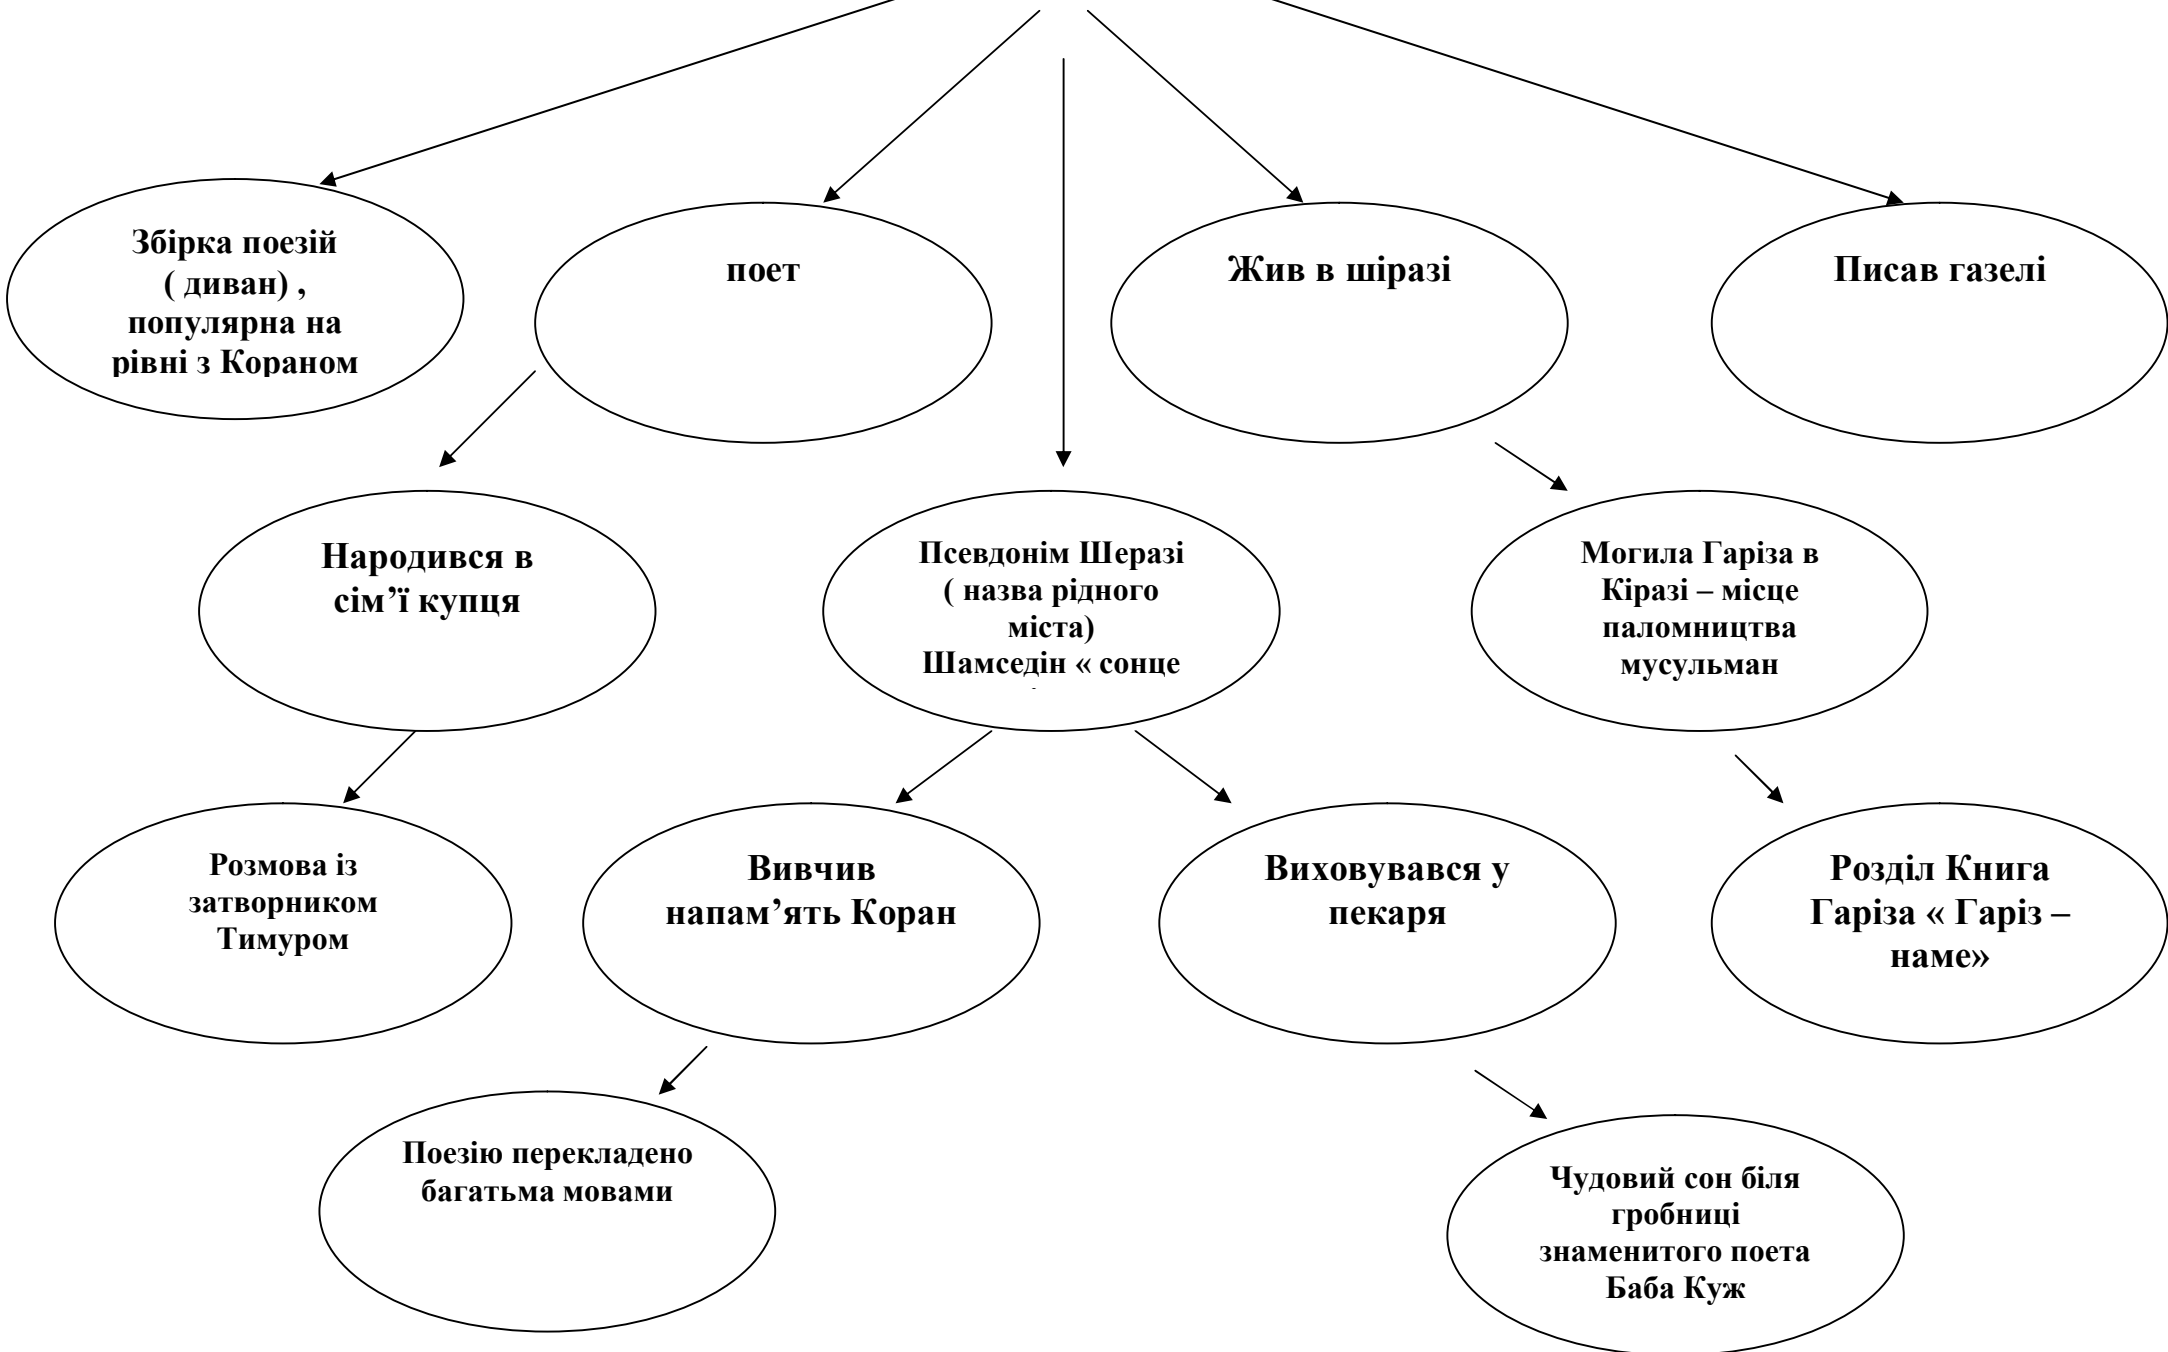 Збірка поезій
( диван) ,
популярна на
рівні з Кораном
поет
Жив в шіразі
Писав газелі
Народився в
сім’ї купця
Псевдонім Шеразі
( назва рідного
міста)
Шамседін « сонце
Могила Гаріза в
Кіразі – місце
паломництва
мусульман
Розмова із
затворником
Тимуром
Вивчив
напам’ять Коран
Виховувався у
пекаря
Розділ Книга
Гаріза « Гаріз –
наме»
Поезію перекладено
багатьма мовами
Чудовий сон біля
гробниці
знаменитого поета
Баба Куж